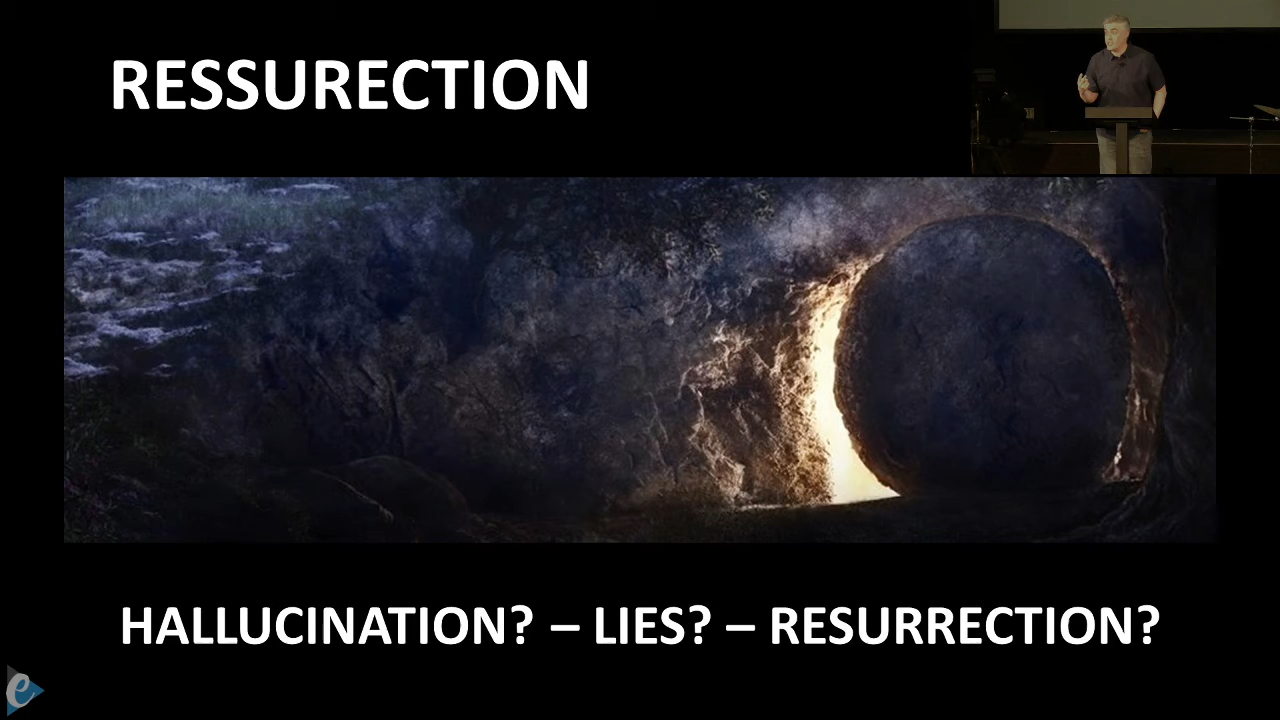 RESSURECTION
HALLUCINATION? – LIES? – RESURRECTION?
e